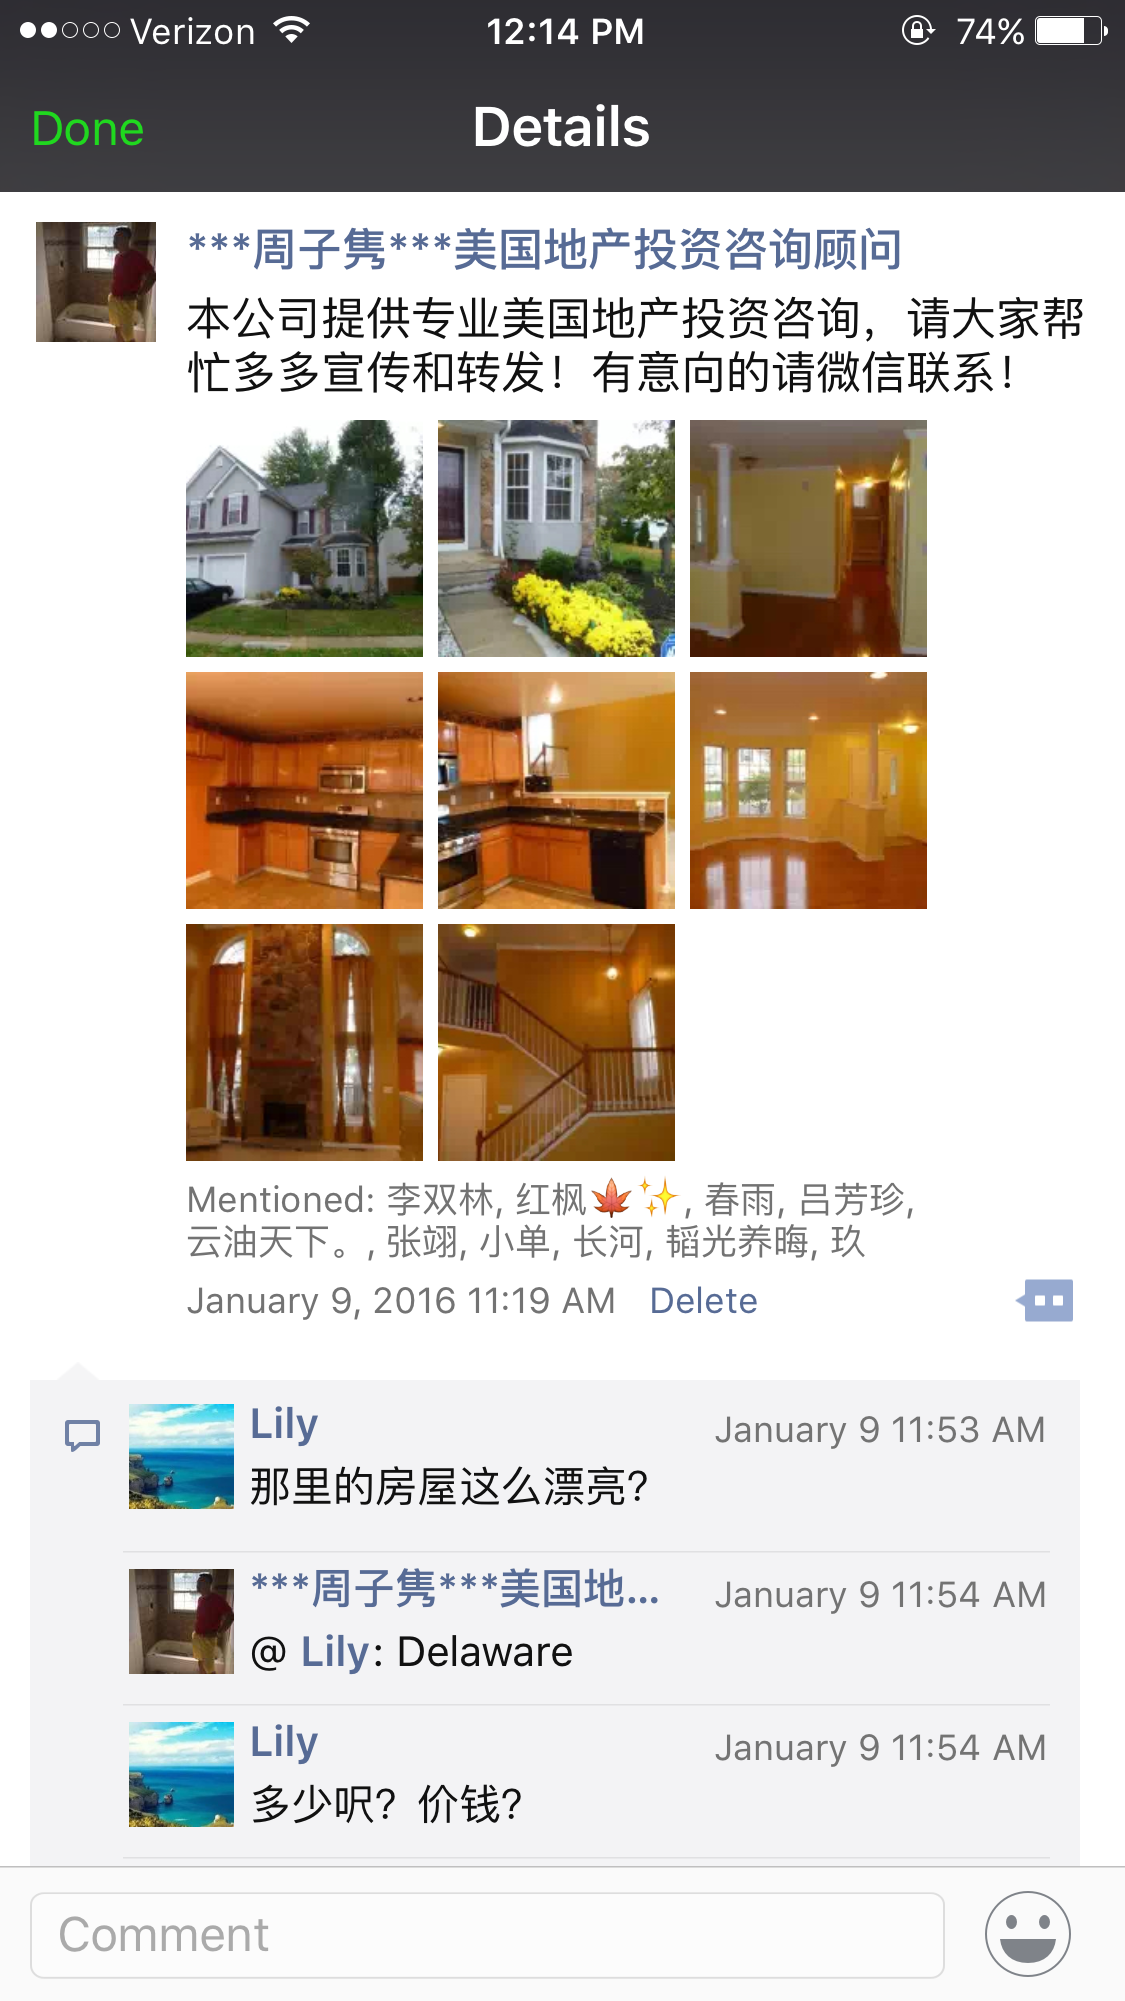 Verizon 12:14 PM 74%
Done Details
***周子隽***美国地产投资咨询顾问
本公司提供专业美国地产投资咨询，请大家帮
忙多多宣传和转发！有意向的请微信联系！
Mentioned: 李双林, 红枫🍁✨, 春雨, 吕芳珍,
云油天下。, 张翊, 小单, 长河, 韬光养晦, 玖
January 9, 2016 11:19 AM Delete
Lily January 9 11:53 AM
那里的房屋这么漂亮?
***周子隽***美国地... January 9 11:54 AM
@ Lily: Delaware
Lily January 9 11:54 AM
多少呎？价钱?
Comment